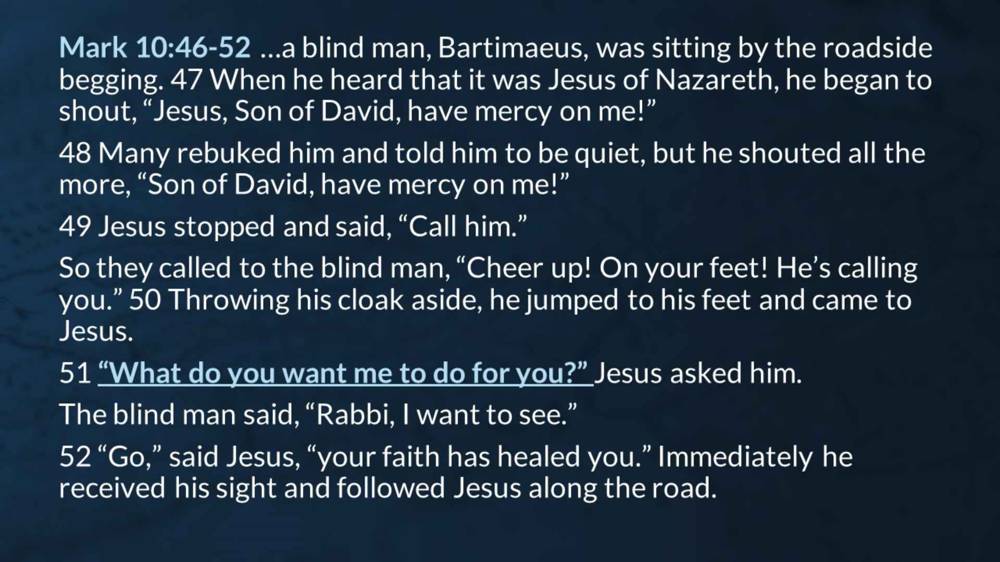 Mark 10:46-52 …a blind man, Bartimaeus, was sitting by the roadside
begging. 47 When he heard that it was Jesus of Nazareth, he began to
shout, “Jesus, Son of David, have mercy on me!”
48 Many rebuked him and told him to be quiet, but he shouted all the
more, “Son of David, have mercy on me!”
49 Jesus stopped and said, “Call him.”
So they called to the blind man, “Cheer up! On your feet! He’s calling
you.” 50 Throwing his cloak aside, he jumped to his feet and came to
Jesus.
51 “What do you want me to do for you?” Jesus asked him.
The blind man said, “Rabbi, I want to see.”
52 “Go,” said Jesus, “your faith has healed you.” Immediately he
received his sight and followed Jesus along the road.